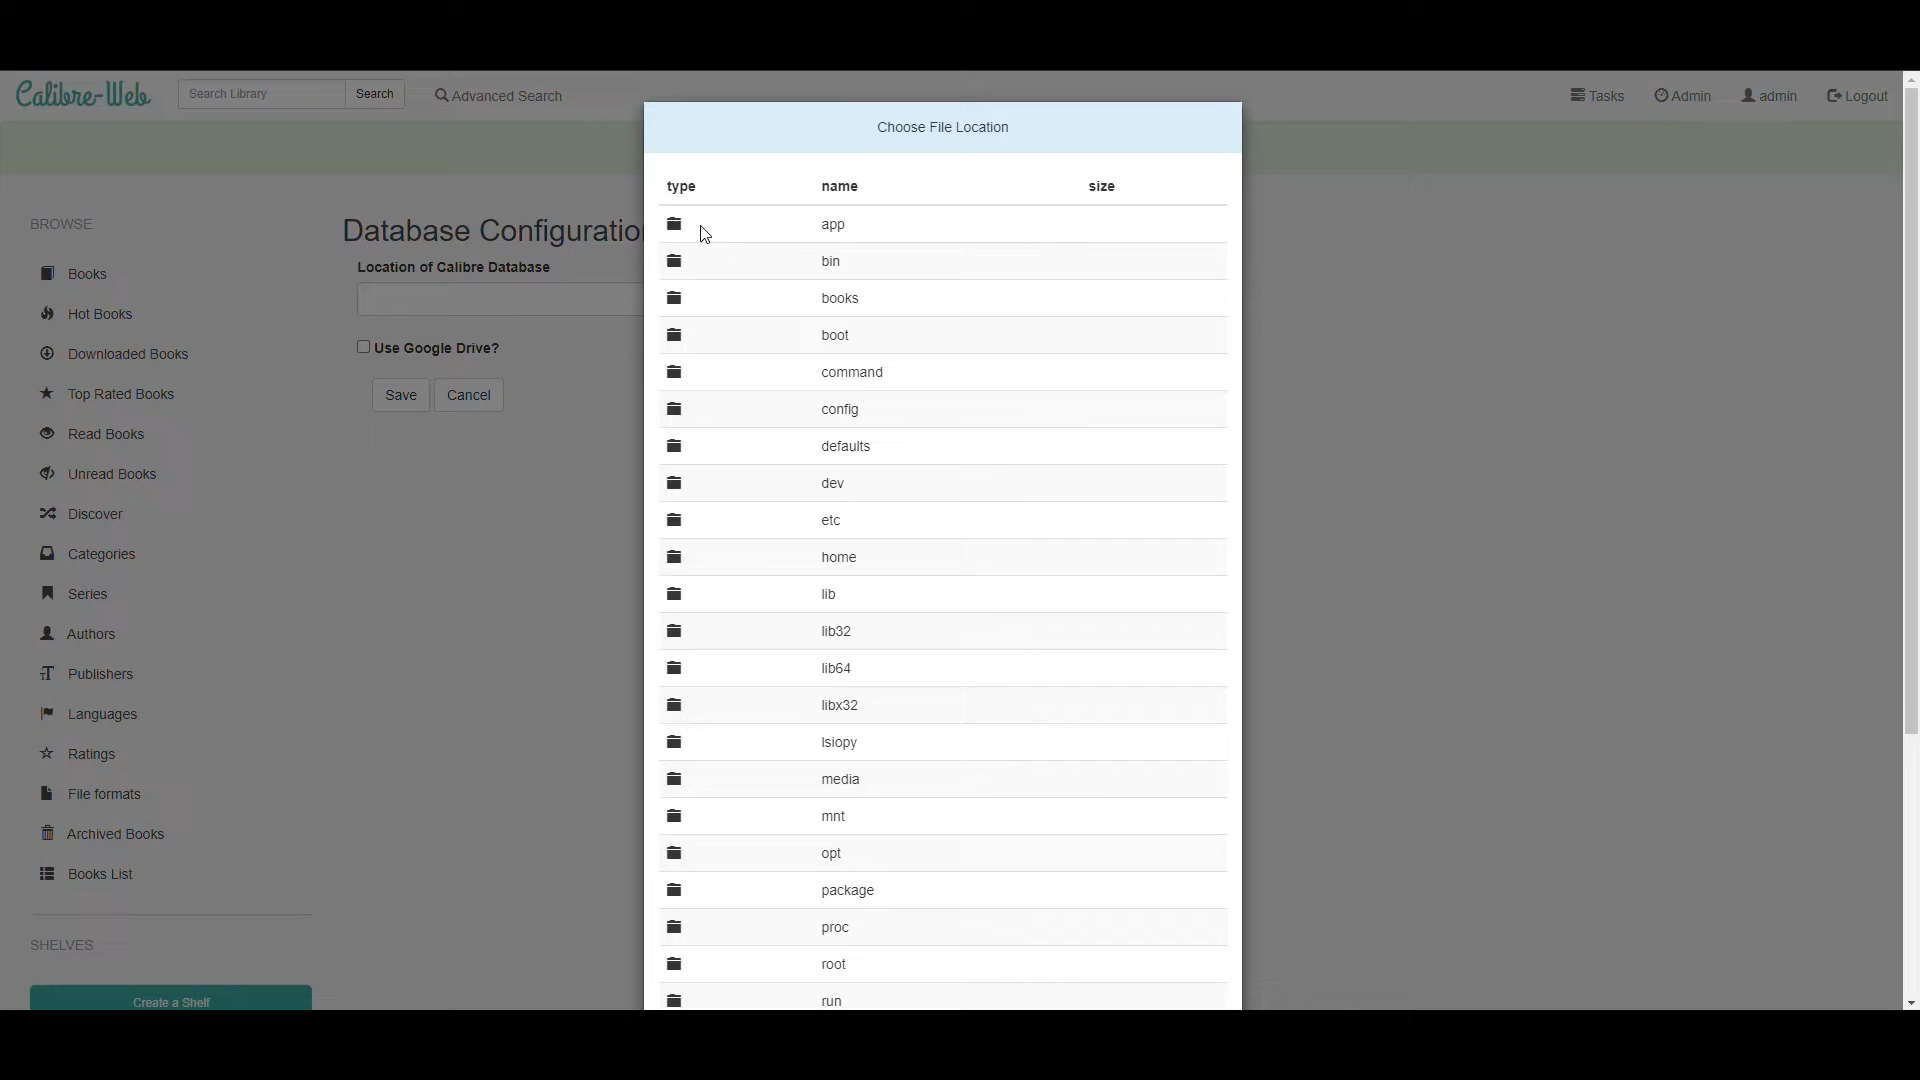 Calibre-Web
Search Library
Search
Advanced Search
Tasks
Admin
admin
Logout
Choose File Location
type name size
app
bin
books
boot
command
config
defaults
dev
etc
home
lib
lib32
lib64
libx32
lsiopy
media
mnt
opt
package
proc
root
run
BROWSE
Books
Hot Books
Downloaded Books
Top Rated Books
Read Books
Unread Books
Discover
Categories
Series
Authors
Publishers
Languages
Ratings
File formats
Archived Books
Books List
SHELVES
Create a Shelf
Database Configuratio
Location of Calibre Database
Use Google Drive?
Save
Cancel